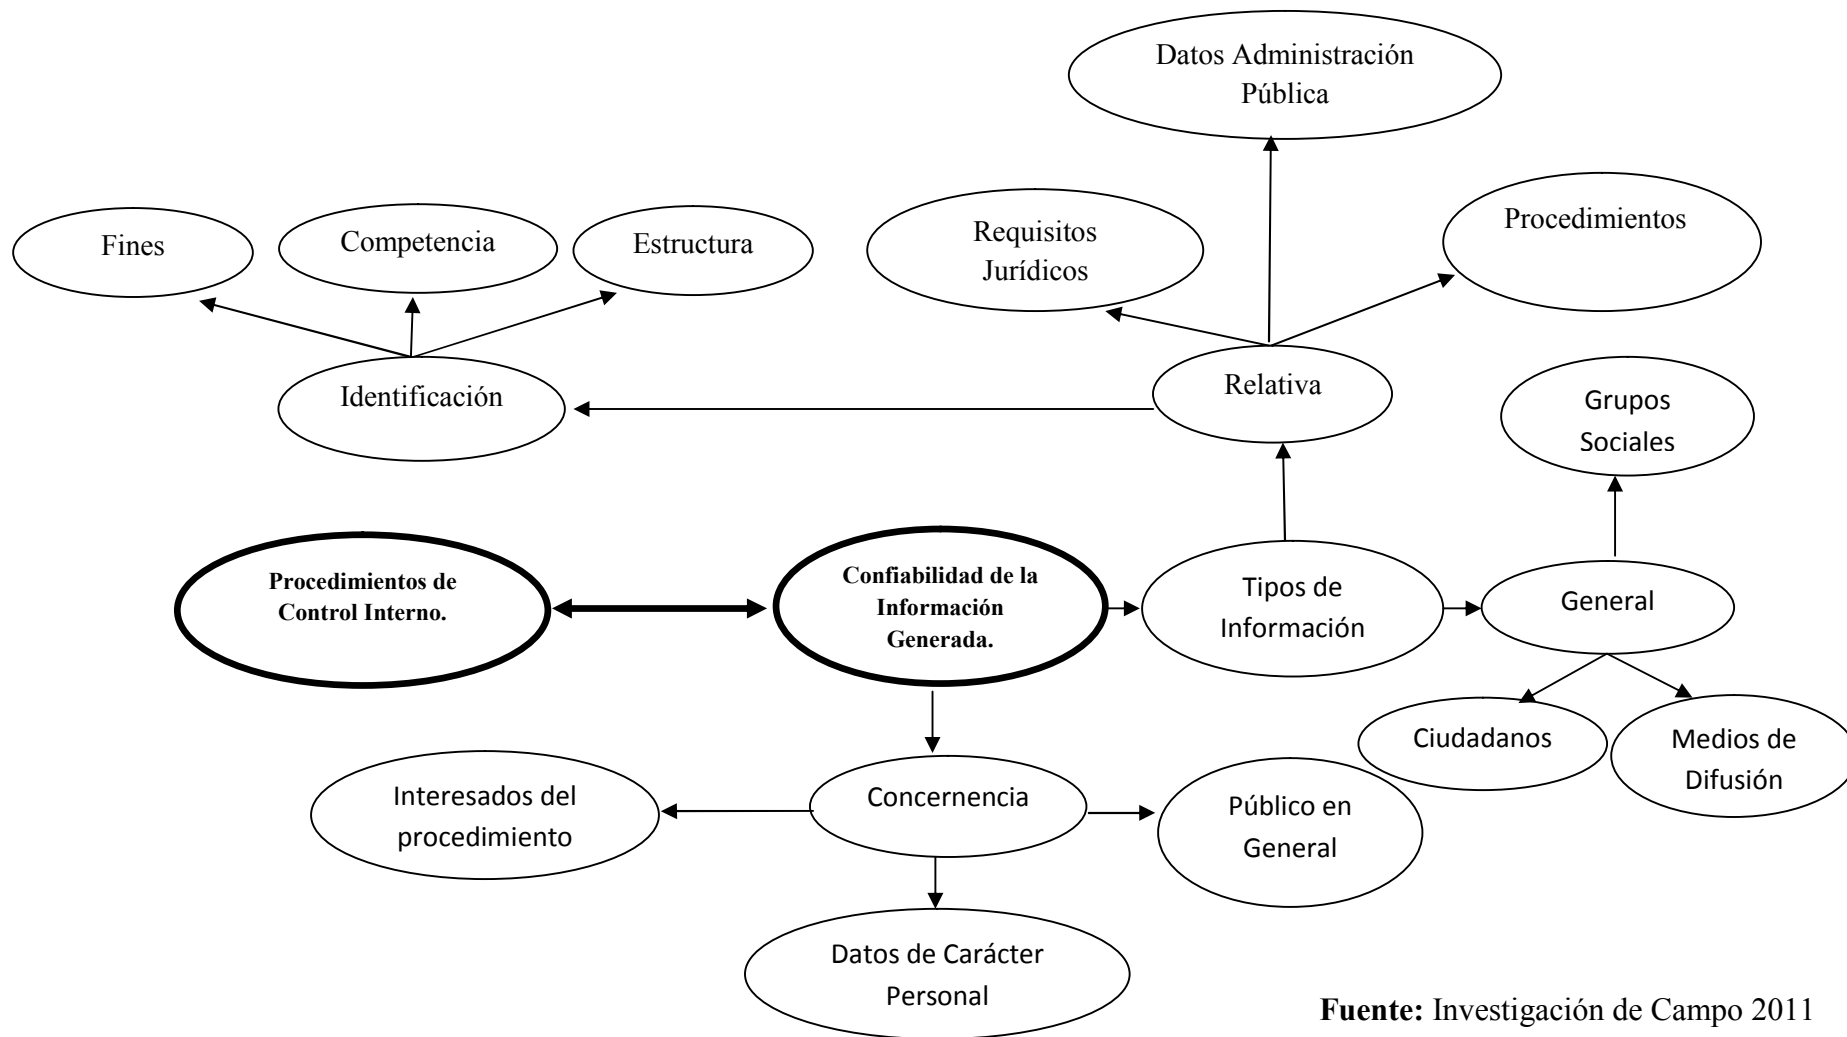 Datos Administración
Pública
Fines
Competencia
Estructura
Requisitos
Jurídicos
Procedimientos
Identificación
Relativa
Grupos
Sociales
Procedimientos de
Control Interno.
Confiabilidad de la
Información
Generada.
Tipos de
Información
General
Ciudadanos
Medios de
Difusión
Interesados del
procedimiento
Concernencia
Público en
General
Datos de Carácter
Personal
Fuente: Investigación de Campo 2011